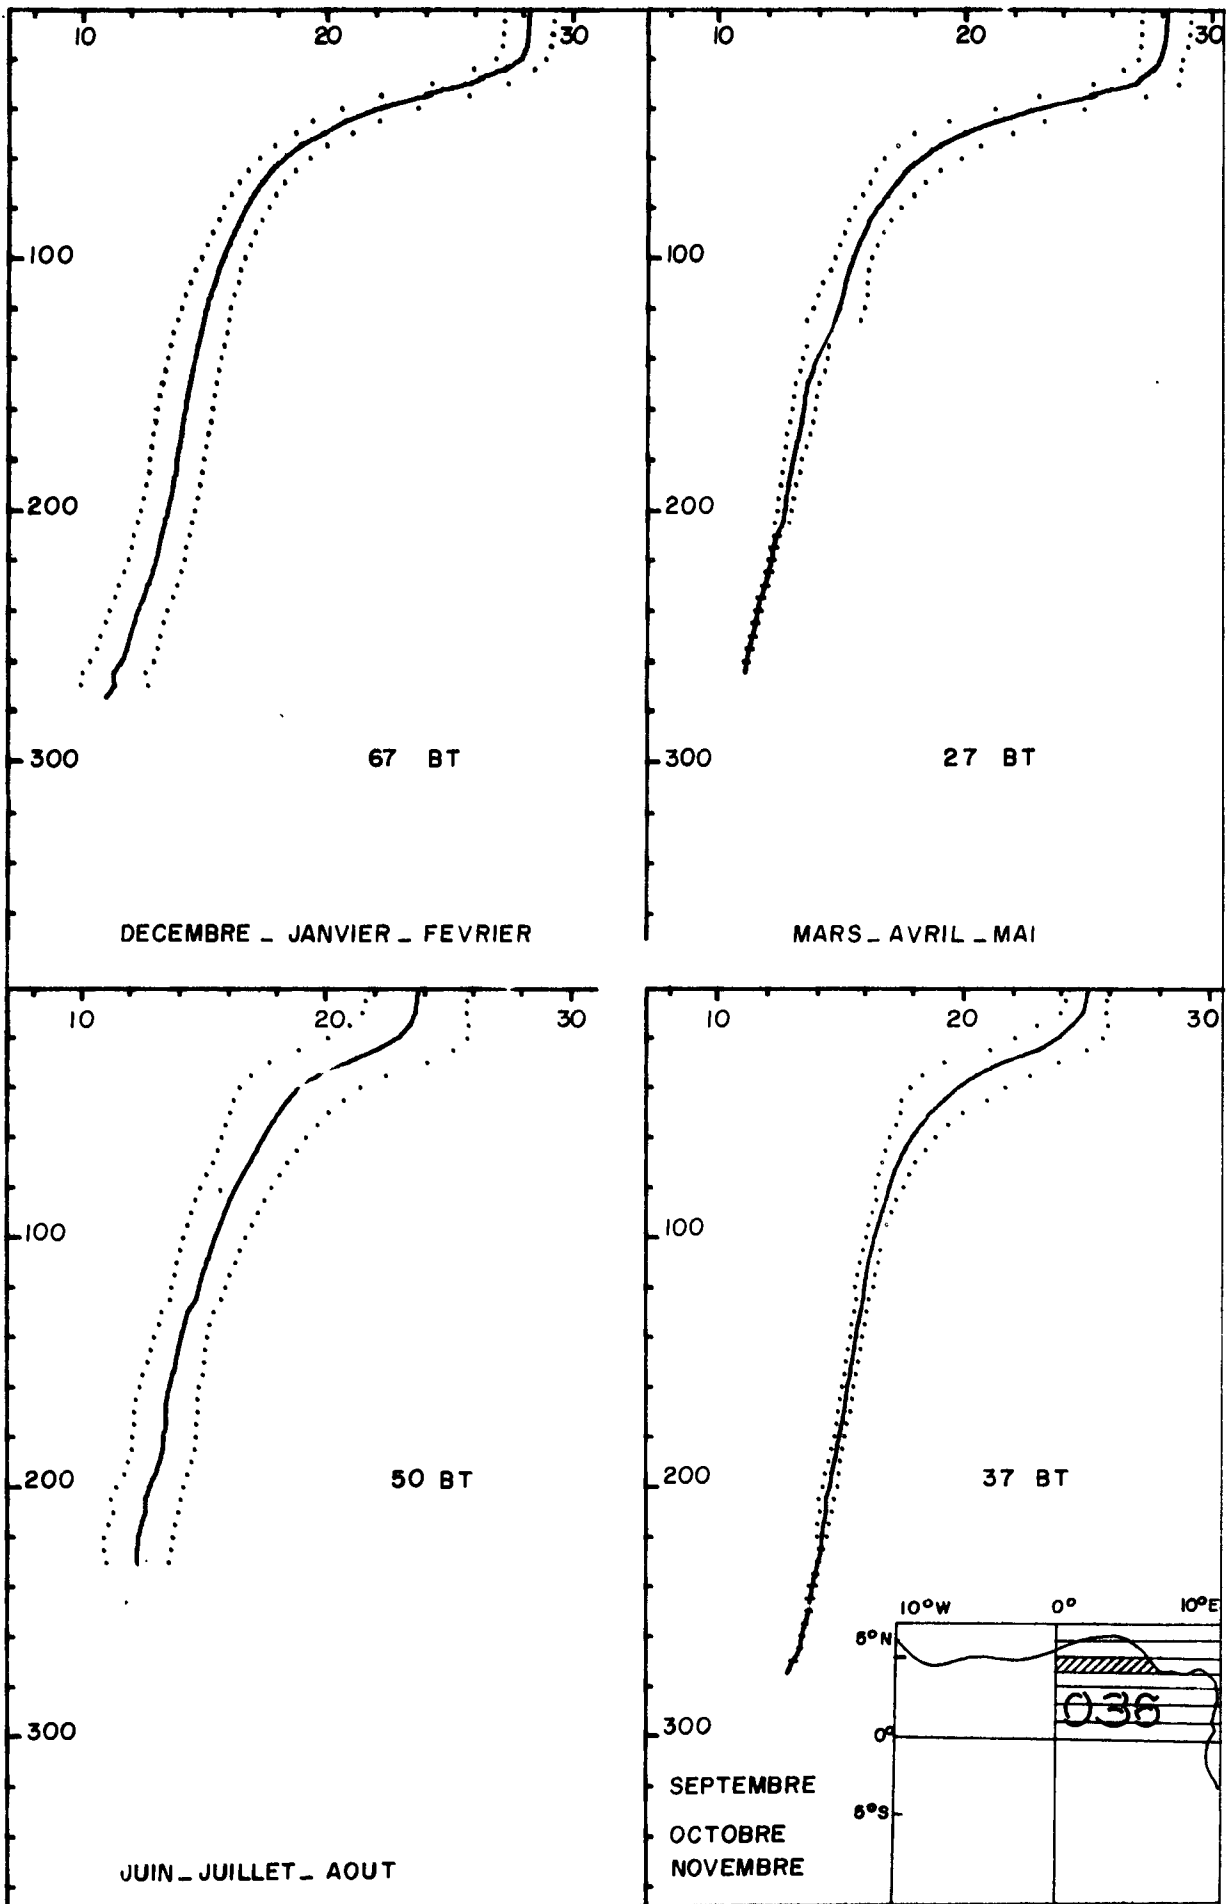 10 20 30
100
200
300
67 BT
DECEMBRE _ JANVIER _ FEVRIER
10 20 30
100
200
300
27 BT
MARS _ AVRIL _ MAI
10 20. 30
100
200
300
50 BT
JUIN _ JUILLET _ AOUT
10 20 30
100
200
300
37 BT
SEPTEMBRE
OCTOBRE
NOVEMBRE
10°W 0° 10°E
5°N
036
0°
5°S